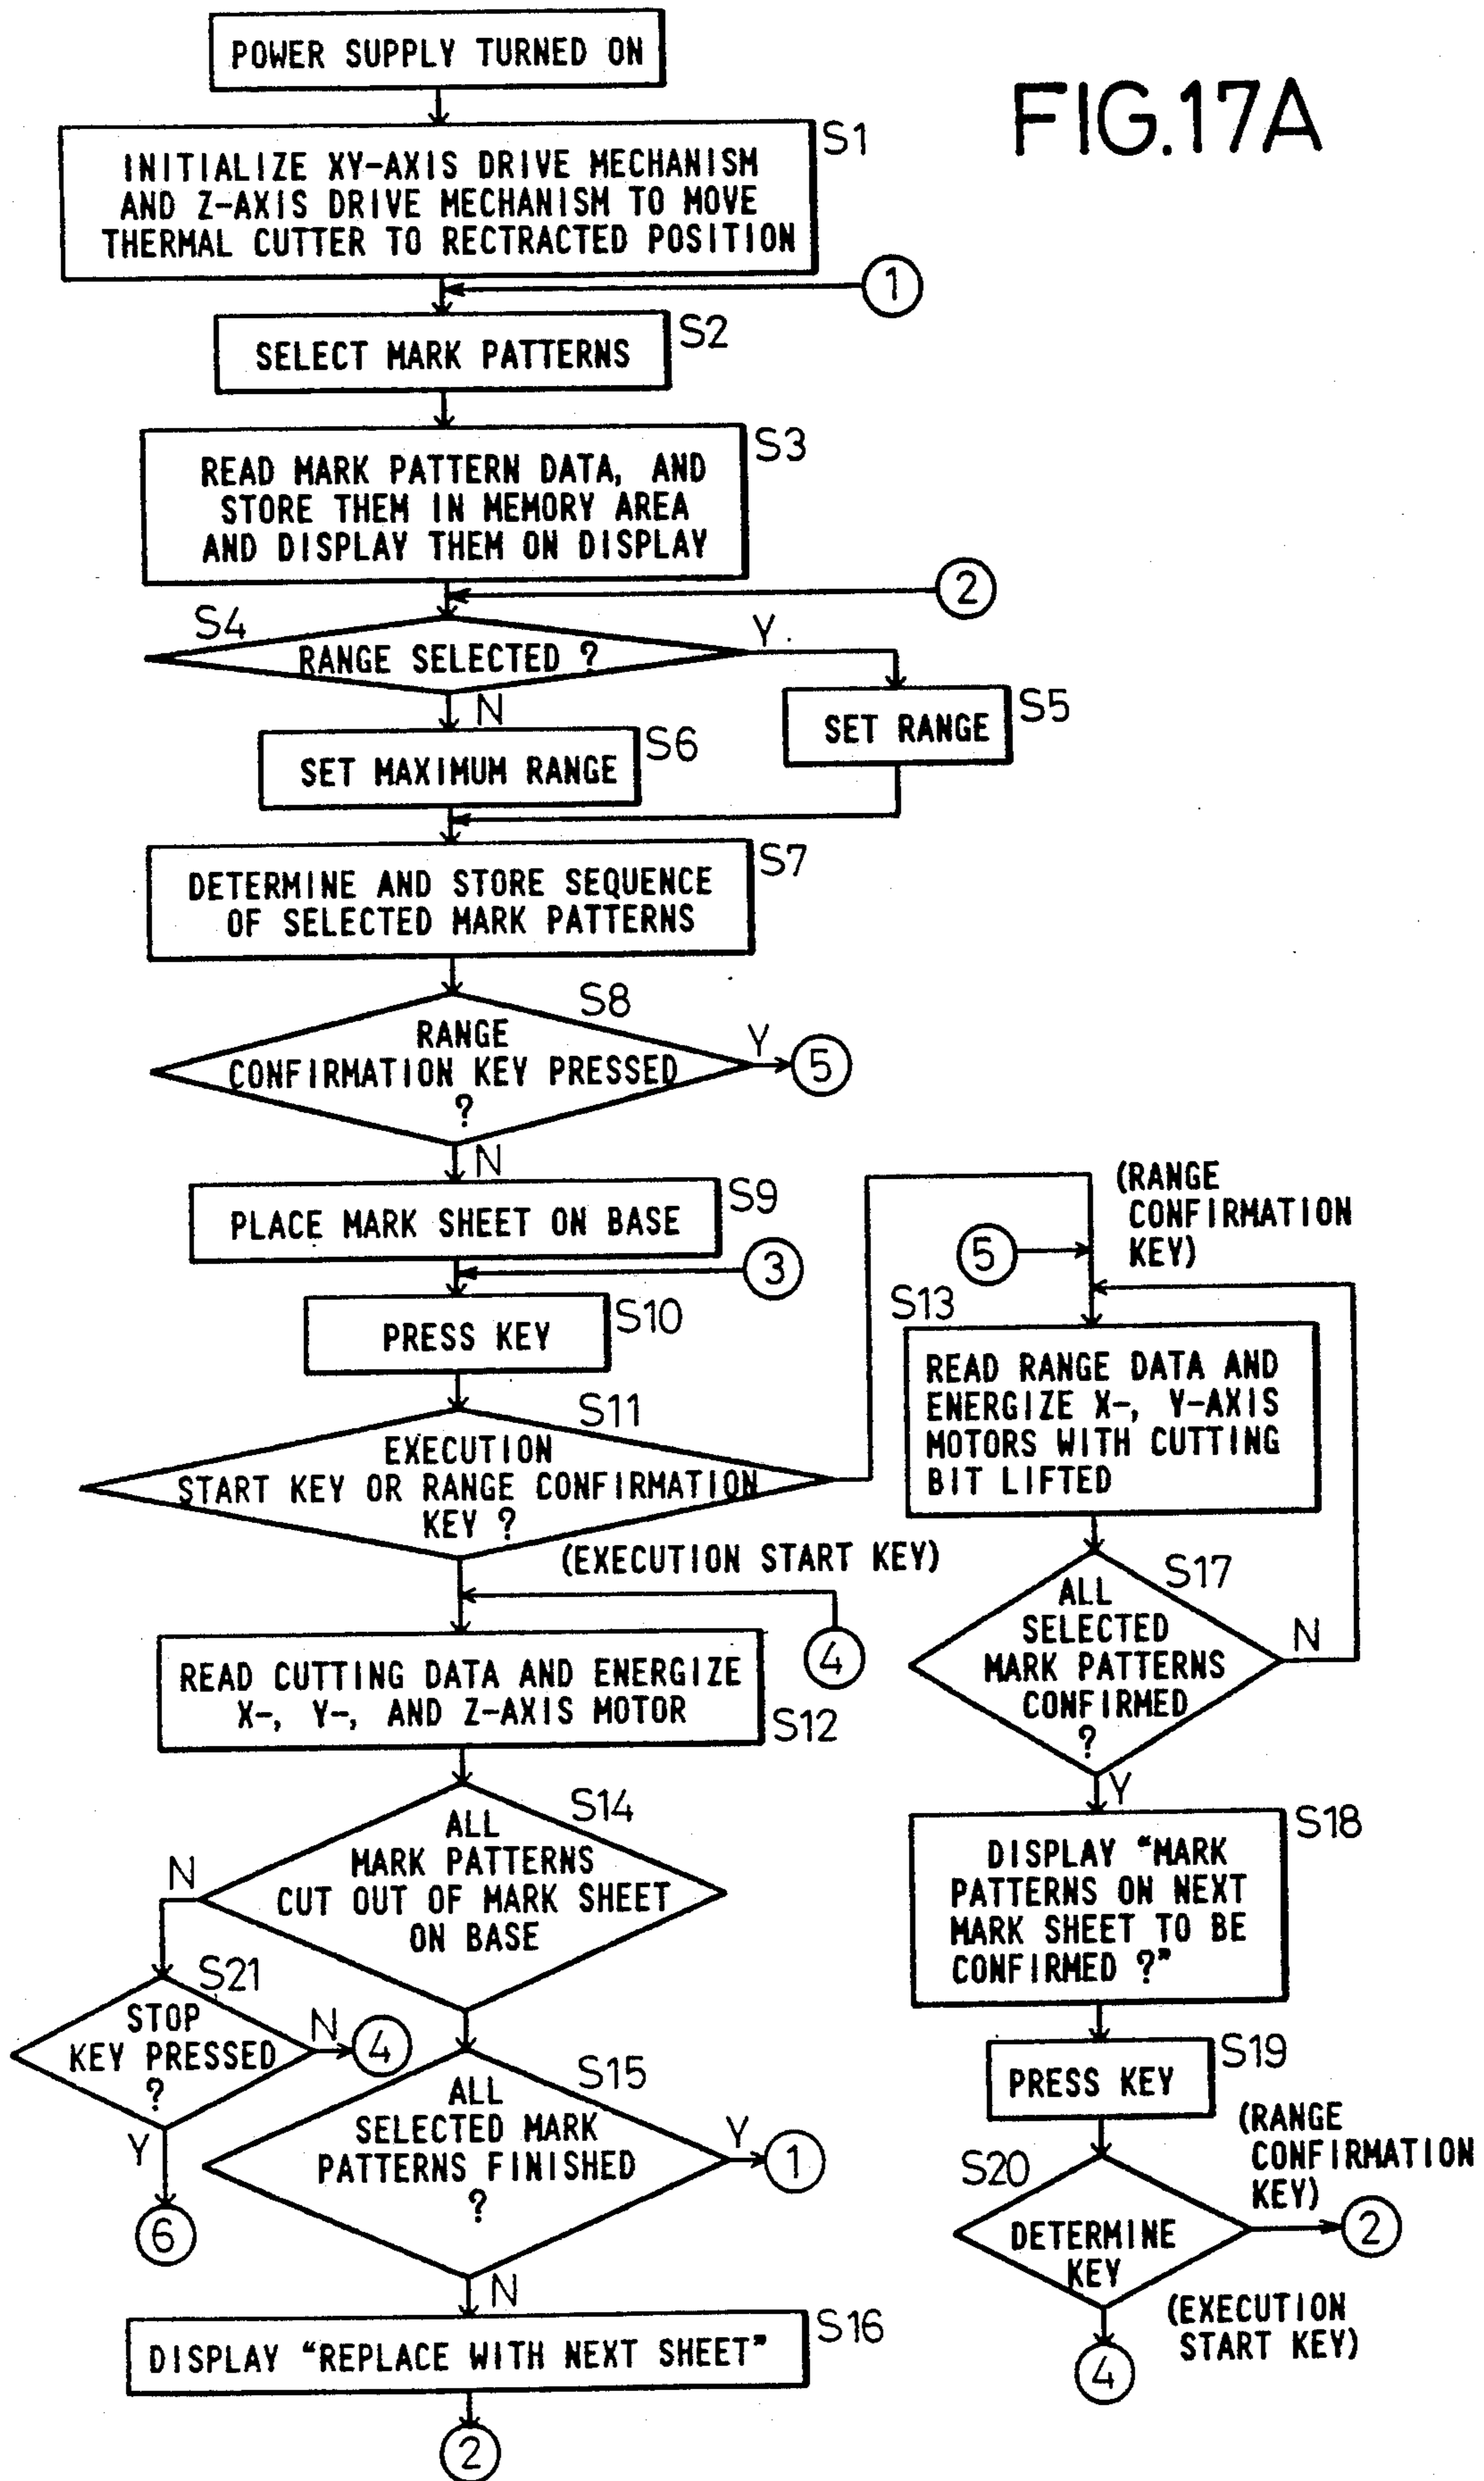 FIG.17A
POWER SUPPLY TURNED ON
S1
INITIALIZE XY-AXIS DRIVE MECHANISM
AND Z-AXIS DRIVE MECHANISM TO MOVE
THERMAL CUTTER TO RECTRACTED POSITION
1
S2
SELECT MARK PATTERNS
S3
READ MARK PATTERN DATA, AND
STORE THEM IN MEMORY AREA
AND DISPLAY THEM ON DISPLAY
2
S4
RANGE SELECTED ?
Y
N
S5
SET RANGE
S6
SET MAXIMUM RANGE
S7
DETERMINE AND STORE SEQUENCE
OF SELECTED MARK PATTERNS
S8
RANGE
CONFIRMATION KEY PRESSED
?
Y
5
N
S9
PLACE MARK SHEET ON BASE
3
S10
PRESS KEY
S11
EXECUTION
START KEY OR RANGE CONFIRMATION
KEY ?
(EXECUTION START KEY)
4
READ CUTTING DATA AND ENERGIZE
X-, Y-, AND Z-AXIS MOTOR
S12
S14
ALL
MARK PATTERNS
CUT OUT OF MARK SHEET
ON BASE
N
S21
STOP
KEY PRESSED
?
N
4
Y
6
S15
ALL
SELECTED MARK
PATTERNS FINISHED
?
Y
1
N
S16
DISPLAY “REPLACE WITH NEXT SHEET”
2
(RANGE
CONFIRMATION
KEY)
5
S13
READ RANGE DATA AND
ENERGIZE X-, Y-AXIS
MOTORS WITH CUTTING
BIT LIFTED
S17
ALL
SELECTED
MARK PATTERNS
CONFIRMED
?
N
Y
S18
DISPLAY “MARK
PATTERNS ON NEXT
MARK SHEET TO BE
CONFIRMED ?”
S19
PRESS KEY
S20
DETERMINE
KEY
(RANGE
CONFIRMATION
KEY)
2
(EXECUTION
START KEY)
4